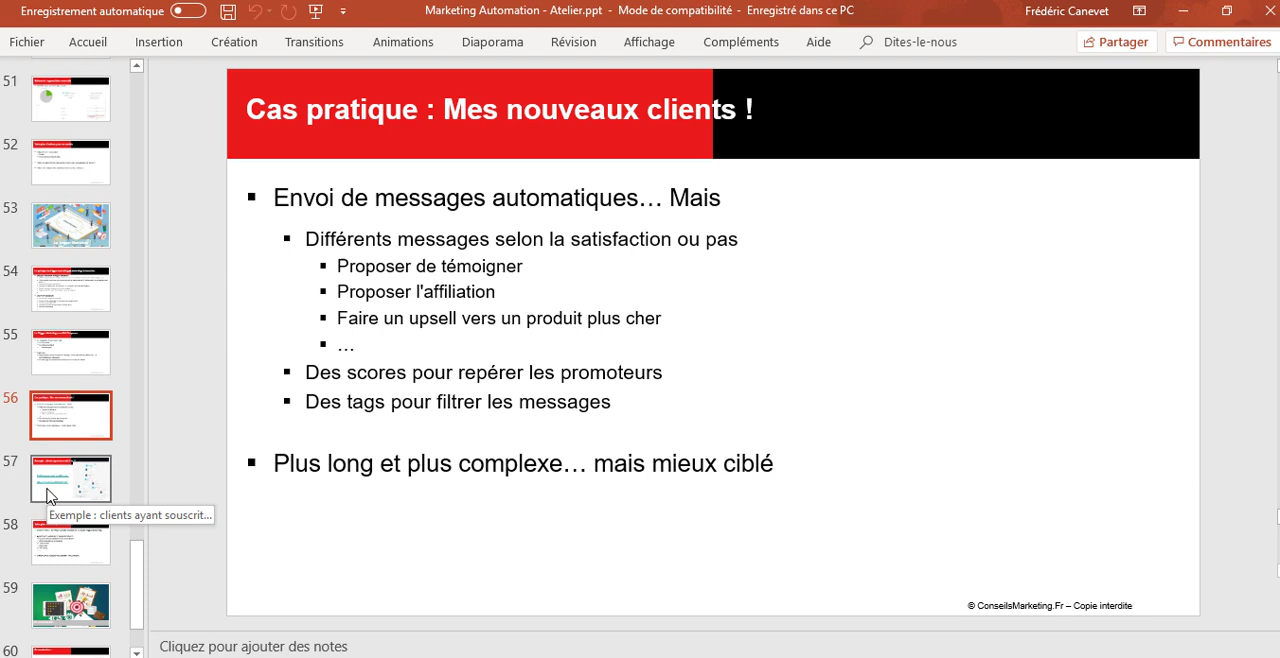 Enregistrement automatique
Marketing Automation - Atelier.ppt - Mode de compatibilité - Enregistré dans ce PC
Frédéric Canevet
Fichier Accueil Insertion Création Transitions Animations Diaporama Révision Affichage Compléments Aide Dites-le-nous
Partager Commentaires
51
52
53
54
55
56
57
58
59
60
Exemple : clients ayant souscrit...
Cas pratique : Mes nouveaux clients !
Envoi de messages automatiques… Mais
Différents messages selon la satisfaction ou pas
Proposer de témoigner
Proposer l'affiliation
Faire un upsell vers un produit plus cher
…
Des scores pour repérer les promoteurs
Des tags pour filtrer les messages
Plus long et plus complexe… mais mieux ciblé
© ConseilsMarketing.Fr – Copie interdite
Cliquez pour ajouter des notes